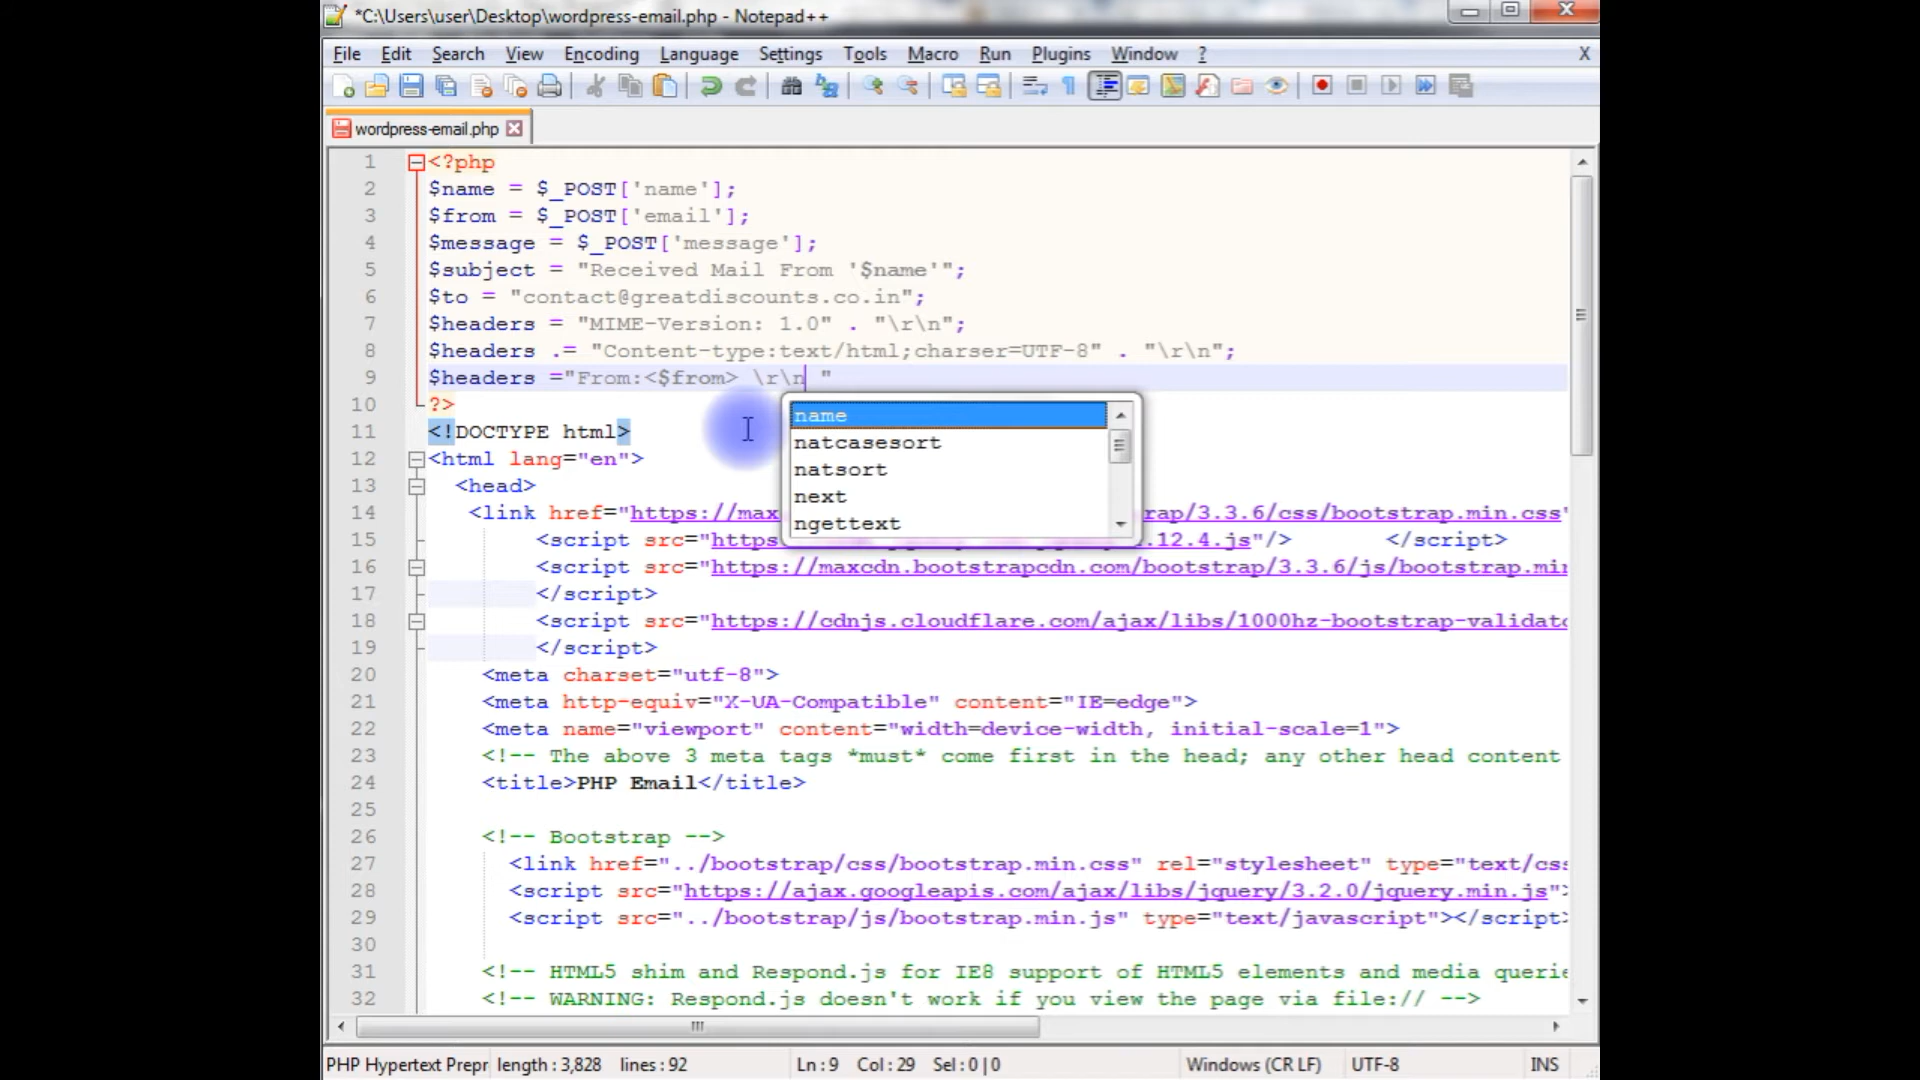 *C:\Users\user\Desktop\wordpress-email.php - Notepad++
File Edit Search View Encoding Language Settings Tools Macro Run Plugins Window ? X
wordpress-email.php
1 <?php
2 $name = $_POST['name'];
3 $from = $_POST['email'];
4 $message = $_POST['message'];
5 $subject = "Received Mail From '$name'";
6 $to = "contact@greatdiscounts.co.in";
7 $headers = "MIME-Version: 1.0" . "\r\n";
8 $headers .= "Content-type:text/html;charser=UTF-8" . "\r\n";
9 $headers ="From:<$from> \r\n "
10 ?>
name
11 <!DOCTYPE html>
natcasesort
12 <html lang="en">
natsort
13 <head>
next
14 <link href="https://max rap/3.3.6/css/bootstrap.min.css"
ngettext
15 <script src="https: .12.4.js"/> </script>
16 <script src="https://maxcdn.bootstrapcdn.com/bootstrap/3.3.6/js/bootstrap.min
17 </script>
18 <script src="https://cdnjs.cloudflare.com/ajax/libs/1000hz-bootstrap-validato
19 </script>
20 <meta charset="utf-8">
21 <meta http-equiv="X-UA-Compatible" content="IE=edge">
22 <meta name="viewport" content="width=device-width, initial-scale=1">
23 <!-- The above 3 meta tags *must* come first in the head; any other head content
24 <title>PHP Email</title>
25
26 <!-- Bootstrap -->
27 <link href="../bootstrap/css/bootstrap.min.css" rel="stylesheet" type="text/css
28 <script src="https://ajax.googleapis.com/ajax/libs/jquery/3.2.0/jquery.min.js">
29 <script src="../bootstrap/js/bootstrap.min.js" type="text/javascript"></script>
30
31 <!-- HTML5 shim and Respond.js for IE8 support of HTML5 elements and media querie
32 <!-- WARNING: Respond.js doesn't work if you view the page via file:// -->
PHP Hypertext Prepr length : 3,828 lines : 92 Ln : 9 Col : 29 Sel : 0 | 0 Windows (CR LF) UTF-8 INS